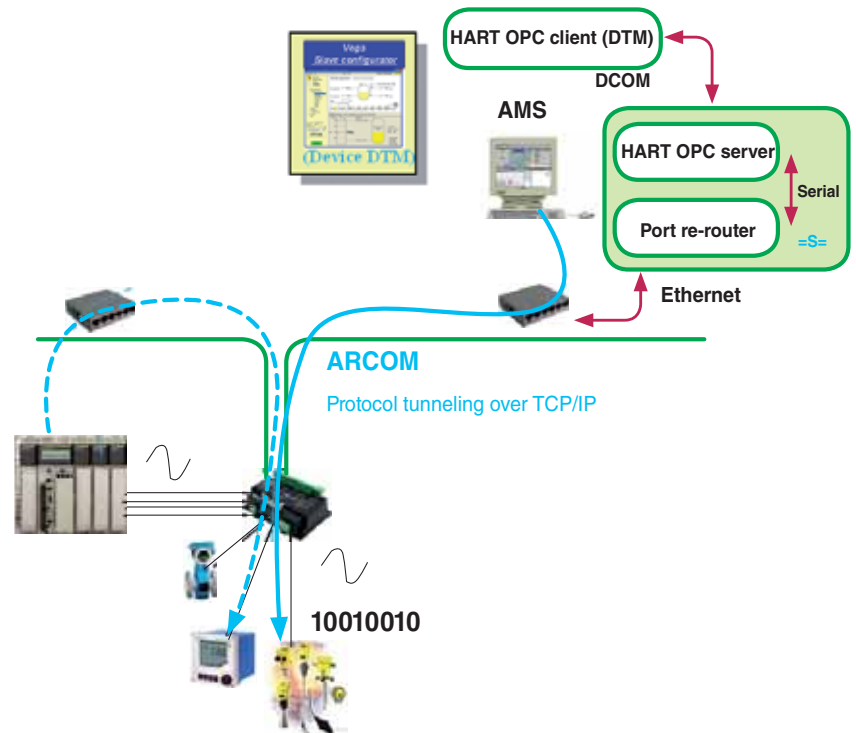 HART OPC client (DTM)
DCOM
Vega
Slave configurator
(Device DTM)
AMS
HART OPC server
Serial
Port re-router
=S=
Ethernet
ARCOM
Protocol tunneling over TCP/IP
10010010